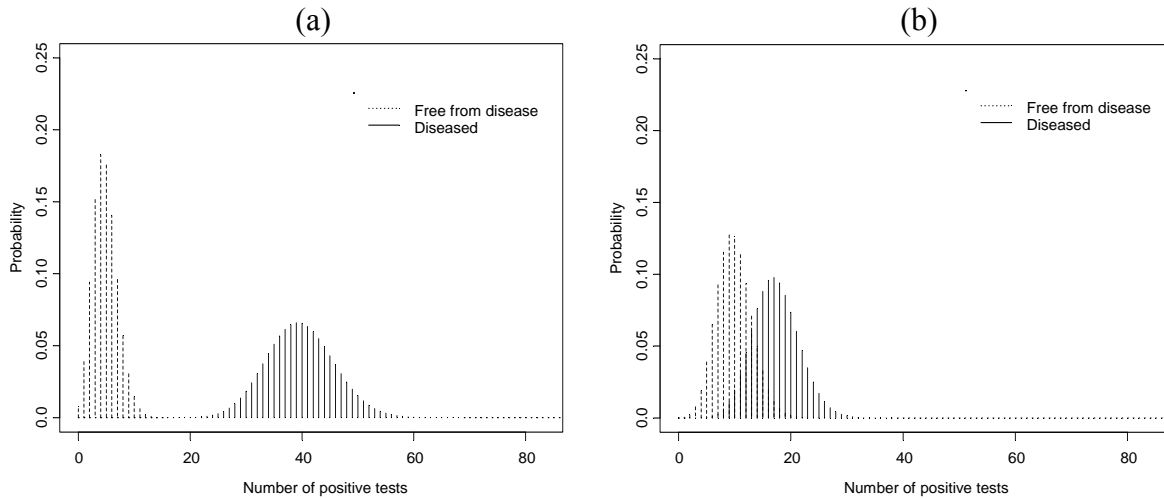 (a)
0.25
0.20
0.15
0.10
0.05
0.0
Probability
Free from disease
Diseased
0 20 40 60 80
Number of positive tests
(b)
0.25
0.20
0.15
0.10
0.05
0.0
Probability
Free from disease
Diseased
0 20 40 60 80
Number of positive tests